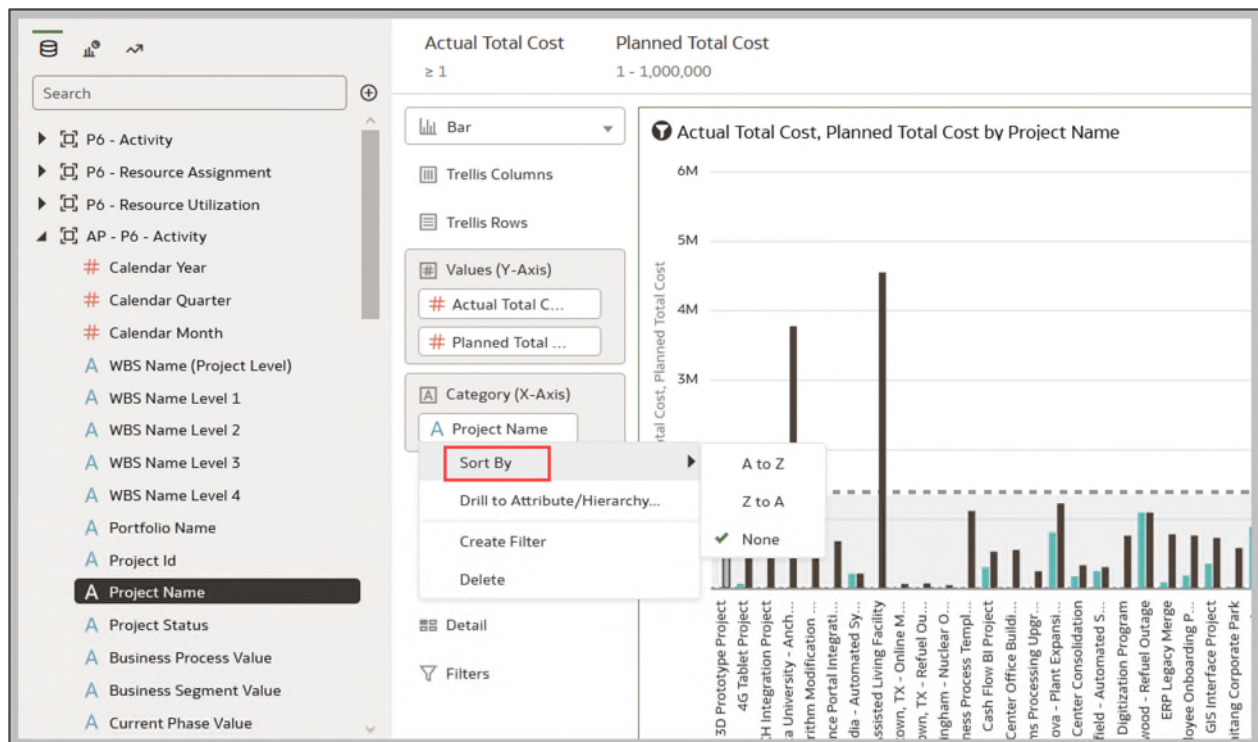 Actual Total Cost
≥ 1
Planned Total Cost
1 - 1,000,000
Search
P6 - Activity
P6 - Resource Assignment
P6 - Resource Utilization
AP - P6 - Activity
# Calendar Year
# Calendar Quarter
# Calendar Month
A WBS Name (Project Level)
A WBS Name Level 1
A WBS Name Level 2
A WBS Name Level 3
A WBS Name Level 4
A Portfolio Name
A Project Id
A Project Name
A Project Status
A Business Process Value
A Business Segment Value
A Current Phase Value
Bar
Trellis Columns
Trellis Rows
# Values (Y-Axis)
# Actual Total C...
# Planned Total ...
A Category (X-Axis)
A Project Name
Sort By
Drill to Attribute/Hierarchy...
Create Filter
Delete
A to Z
Z to A
None
Detail
Filters
Actual Total Cost, Planned Total Cost by Project Name
6M
5M
4M
3M
tal Cost, Planned Total Cost
3D Prototype Project
4G Tablet Project
CH Integration Project
a University - Anch...
rithm Modification ...
nce Portal Integrati...
dia - Automated Sy...
ssisted Living Facility
own, TX - Online M...
wn, TX - Refuel Ou...
ingham - Nuclear O...
ness Process Templ...
Cash Flow BI Project
Center Office Buildi...
ms Processing Upgr...
ova - Plant Expansi...
Center Consolidation
field - Automated S...
Digitization Program
wood - Refuel Outage
ERP Legacy Merge
loyee Onboarding P...
GIS Interface Project
itang Corporate Park